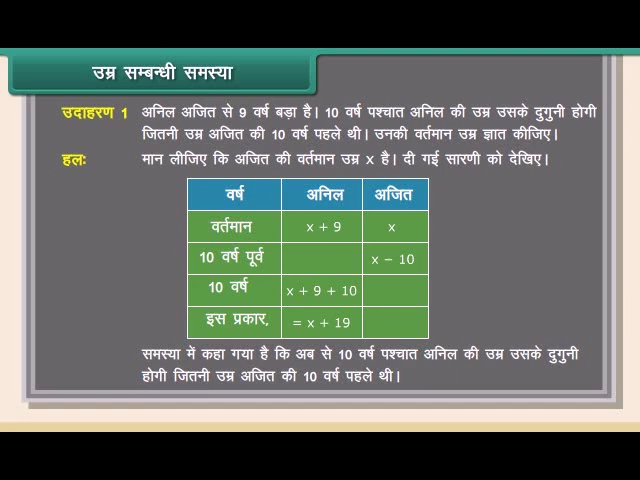 उम्र सम्बन्धी समस्या
उदाहरण 1 अनिल अजित से 9 वर्ष बड़ा है। 10 वर्ष पश्चात अनिल की उम्र उसके दुगुनी होगी
जितनी उम्र अजित की 10 वर्ष पहले थी। उनकी वर्तमान उम्र ज्ञात कीजिए।
हलः मान लीजिए कि अजित की वर्तमान उम्र x है। दी गई सारणी को देखिए।
वर्ष अनिल अजित
वर्तमान x + 9 x
10 वर्ष पूर्व x − 10
10 वर्ष x + 9 + 10
इस प्रकार, = x + 19
समस्या में कहा गया है कि अब से 10 वर्ष पश्चात अनिल की उम्र उसके दुगुनी
होगी जितनी उम्र अजित की 10 वर्ष पहले थी।